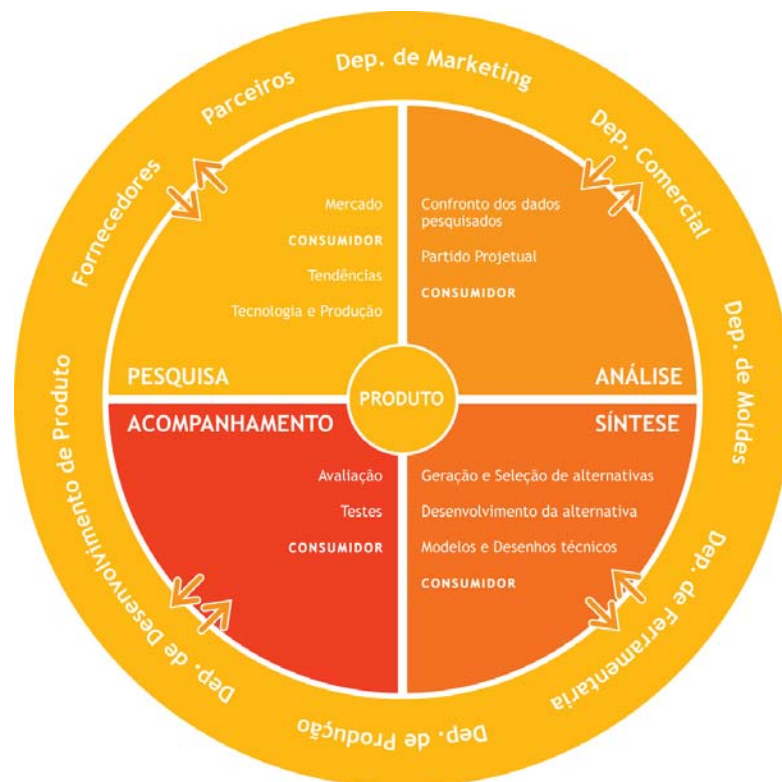 Fornecedores
Parceiros
Dep. de Marketing
Dep. Comercial
Dep. de Moldes
Dep. de Ferramentaria
Dep. de Produção
Dep. de Desenvolvimento de Produto
Mercado
CONSUMIDOR
Tendências
Tecnologia e Produção
PESQUISA
Confronto dos dados
pesquisados
Partido Projetual
CONSUMIDOR
ANÁLISE
PRODUTO
ACOMPANHAMENTO
Avaliação
Testes
CONSUMIDOR
SÍNTESE
Geração e Seleção de alternativas
Desenvolvimento da alternativa
Modelos e Desenhos técnicos
CONSUMIDOR